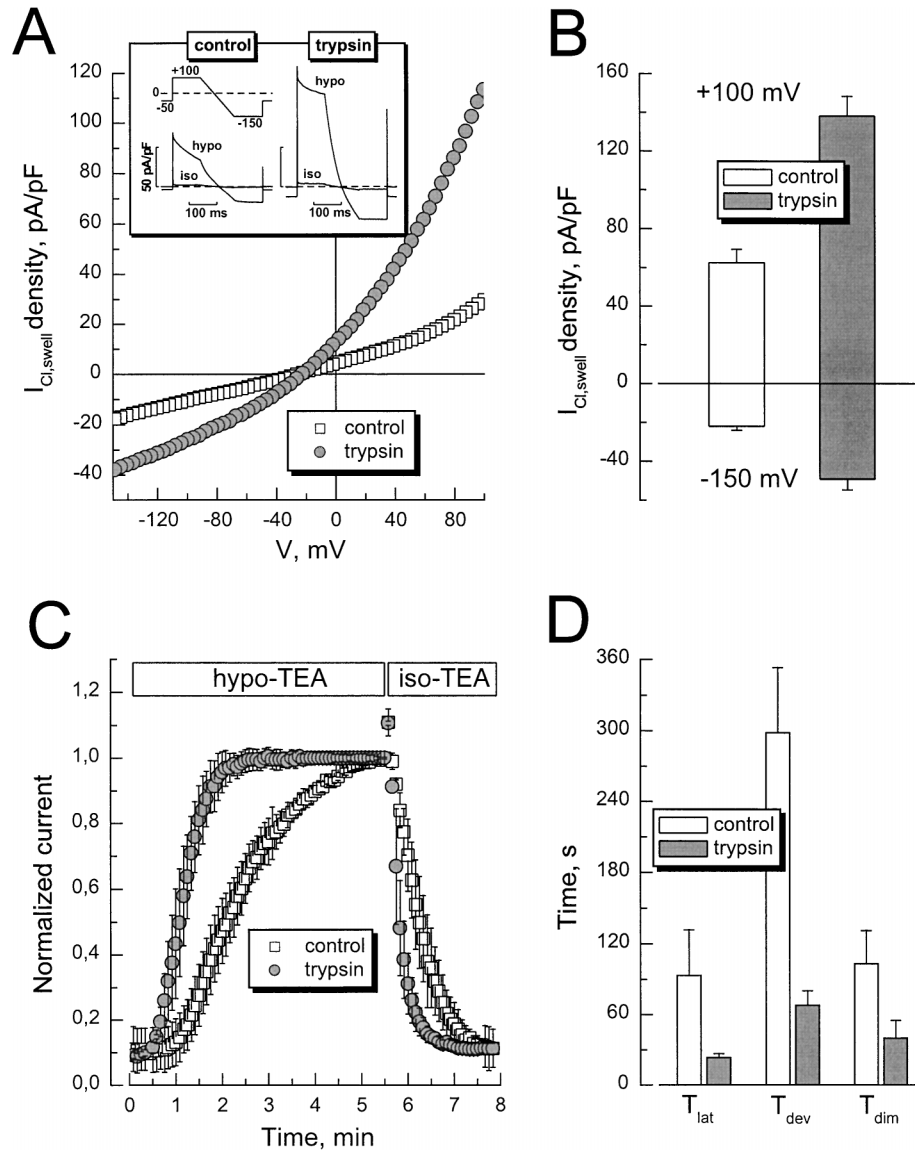 A
I_Cl,swell density, pA/pF
120
100
80
60
40
20
0
-20
-40
-120
-80
-40
0
40
80
V, mV
control
trypsin
+100
0
-50
-150
hypo
iso
50 pA/pF
100 ms
hypo
iso
100 ms
control
trypsin
B
I_Cl,swell density, pA/pF
160
120
80
40
0
-40
+100 mV
control
trypsin
-150 mV
C
Normalized current
1,2
1,0
0,8
0,6
0,4
0,2
0,0
hypo-TEA
iso-TEA
control
trypsin
0
1
2
3
4
5
6
7
8
Time, min
D
Time, s
360
300
240
180
120
60
0
control
trypsin
T_lat
T_dev
T_dim